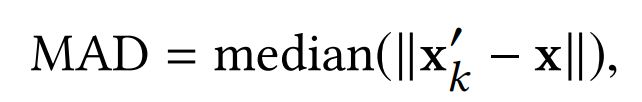 MAD = median(‖x′ₖ − x‖),